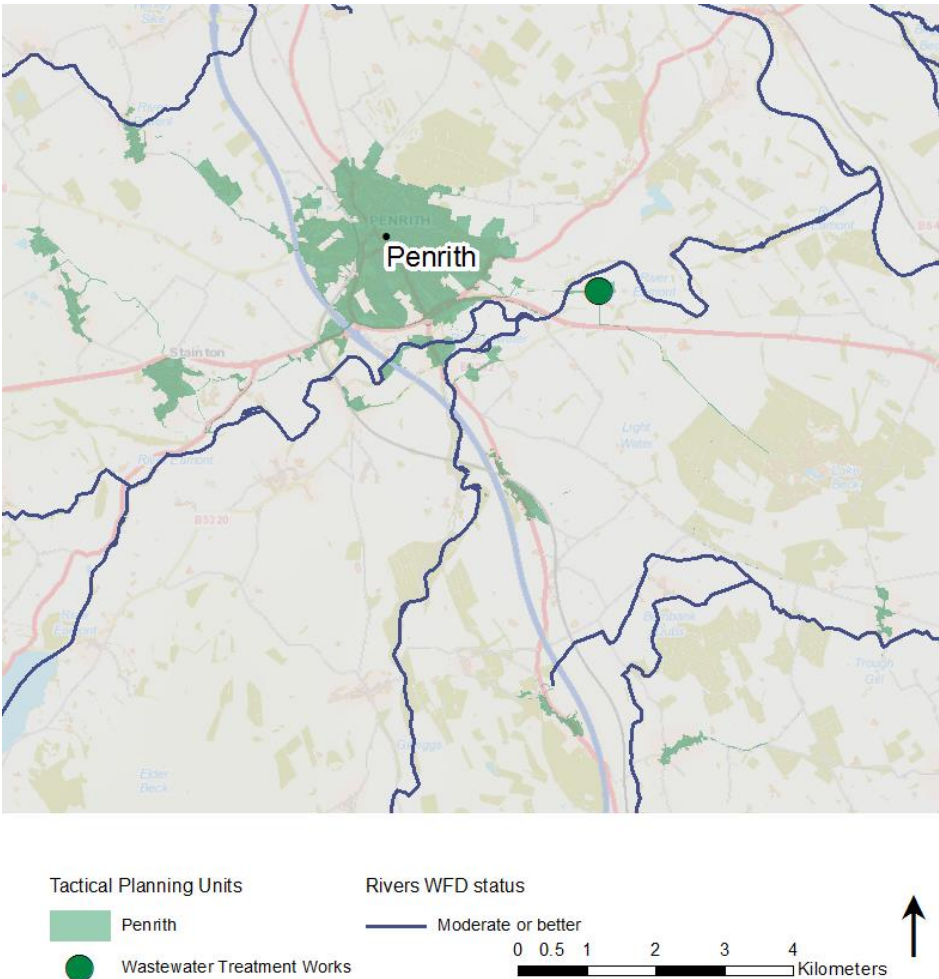 PENRITH
Penrith
Stainton
River Eamont
B5320
Light Water
Lake Beck
Trough Gill
Elder Beck
Tactical Planning Units
Rivers WFD status
Penrith
Moderate or better
Wastewater Treatment Works
0 0.5 1 2 3 4
Kilometers